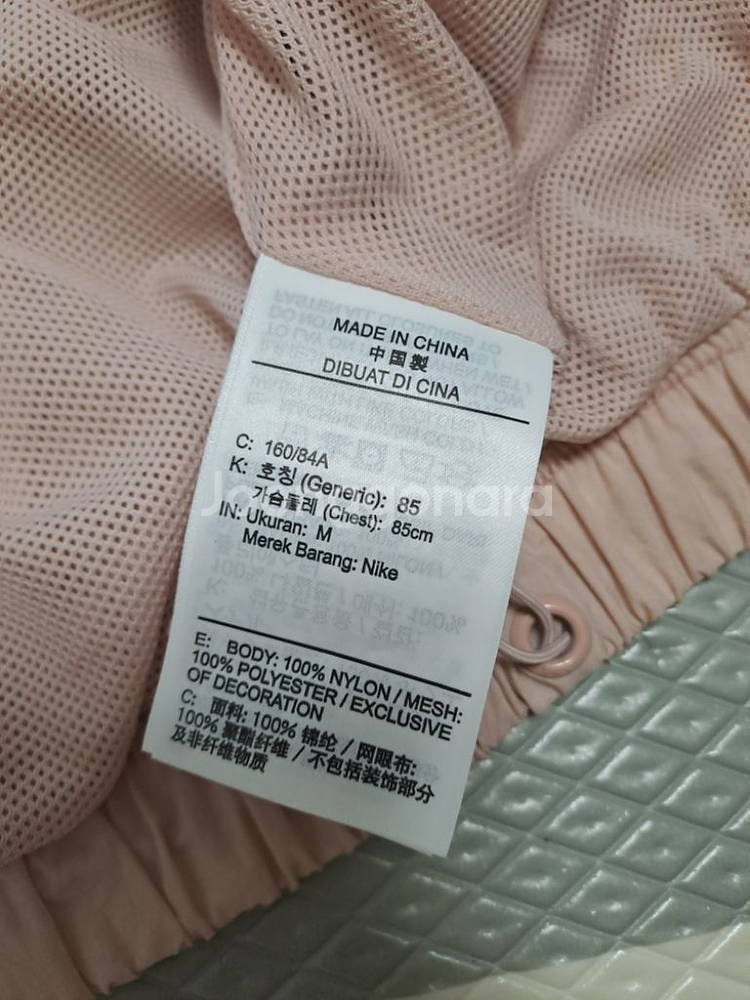 MADE IN CHINA
中国製
DIBUAT DI CINA
C: 160/84A
K: 호칭 (Generic): 85
가슴둘레 (Chest): 85cm
IN: Ukuran: M
Merek Barang: Nike
Joonggonara
E: BODY: 100% NYLON / MESH:
100% POLYESTER / EXCLUSIVE
OF DECORATION
C: 面料: 100% 锦纶 / 网眼布:
100% 聚酯纤维 / 不包括装饰部分
及非纤维物质